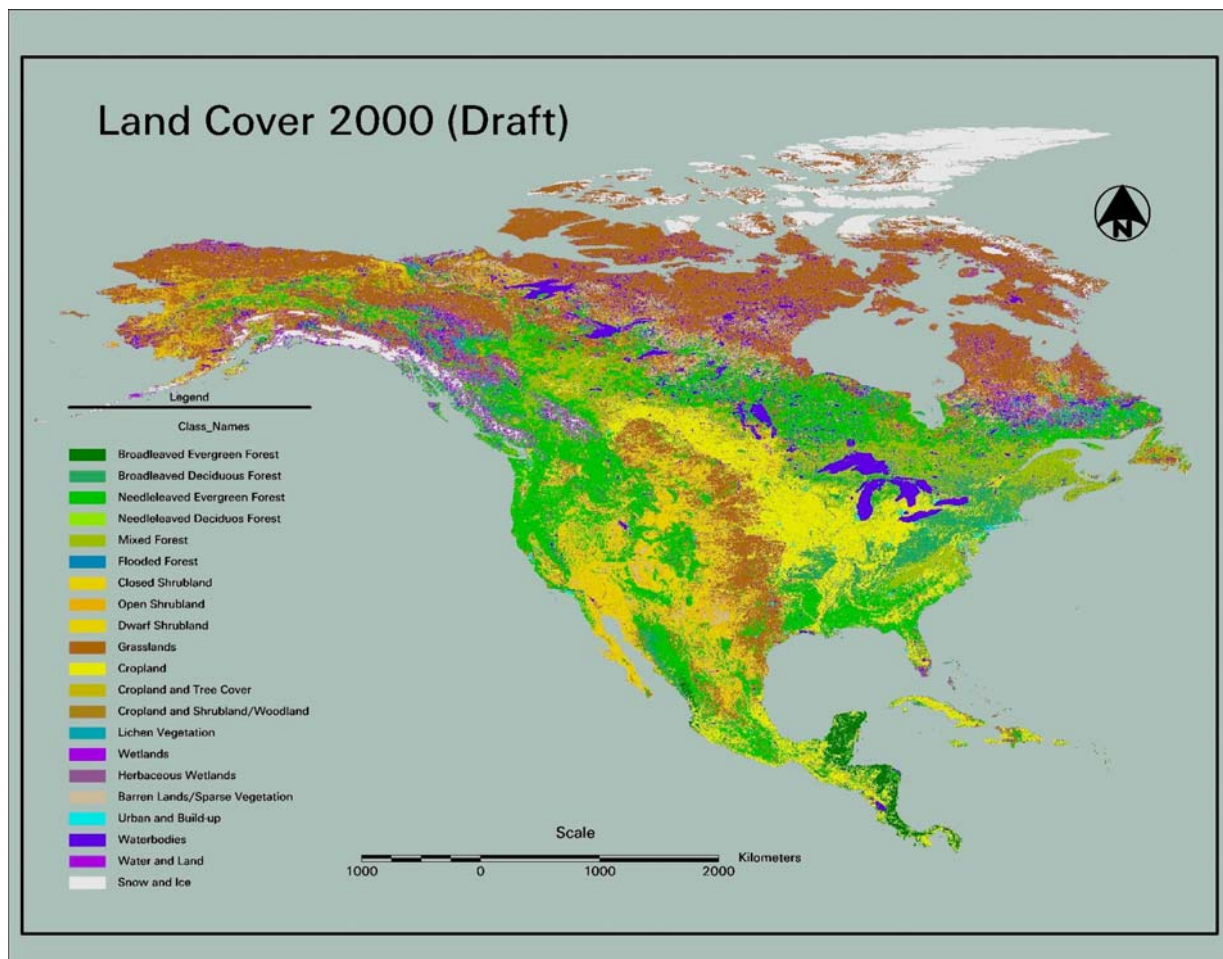 Land Cover 2000 (Draft)
N
Legend
Class_Names
Broadleaved Evergreen Forest
Broadleaved Deciduous Forest
Needleleaved Evergreen Forest
Needleleaved Deciduos Forest
Mixed Forest
Flooded Forest
Closed Shrubland
Open Shrubland
Dwarf Shrubland
Grasslands
Cropland
Cropland and Tree Cover
Cropland and Shrubland/Woodland
Lichen Vegetation
Wetlands
Herbaceous Wetlands
Barren Lands/Sparse Vegetation
Urban and Build-up
Waterbodies
Water and Land
Snow and Ice
Scale
Kilometers
1000 0 1000 2000